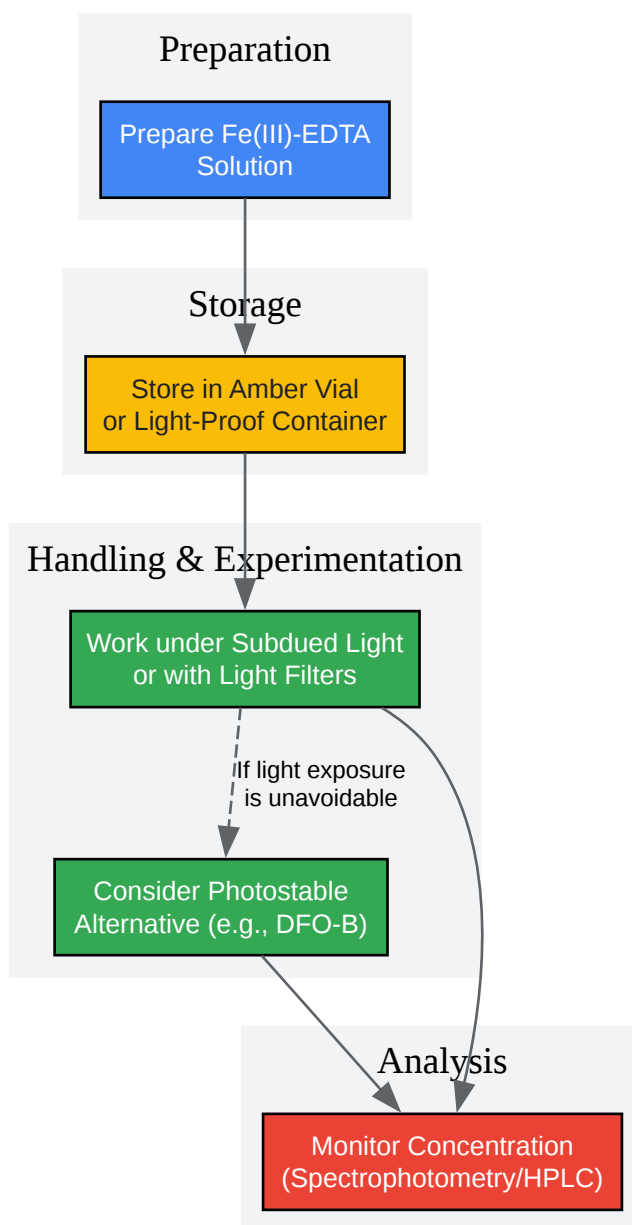 Preparation
Prepare Fe(III)-EDTA
Solution
Storage
Store in Amber Vial
or Light-Proof Container
Handling & Experimentation
Work under Subdued Light
or with Light Filters
If light exposure
is unavoidable
Consider Photostable
Alternative (e.g., DFO-B)
Analysis
Monitor Concentration
(Spectrophotometry/HPLC)